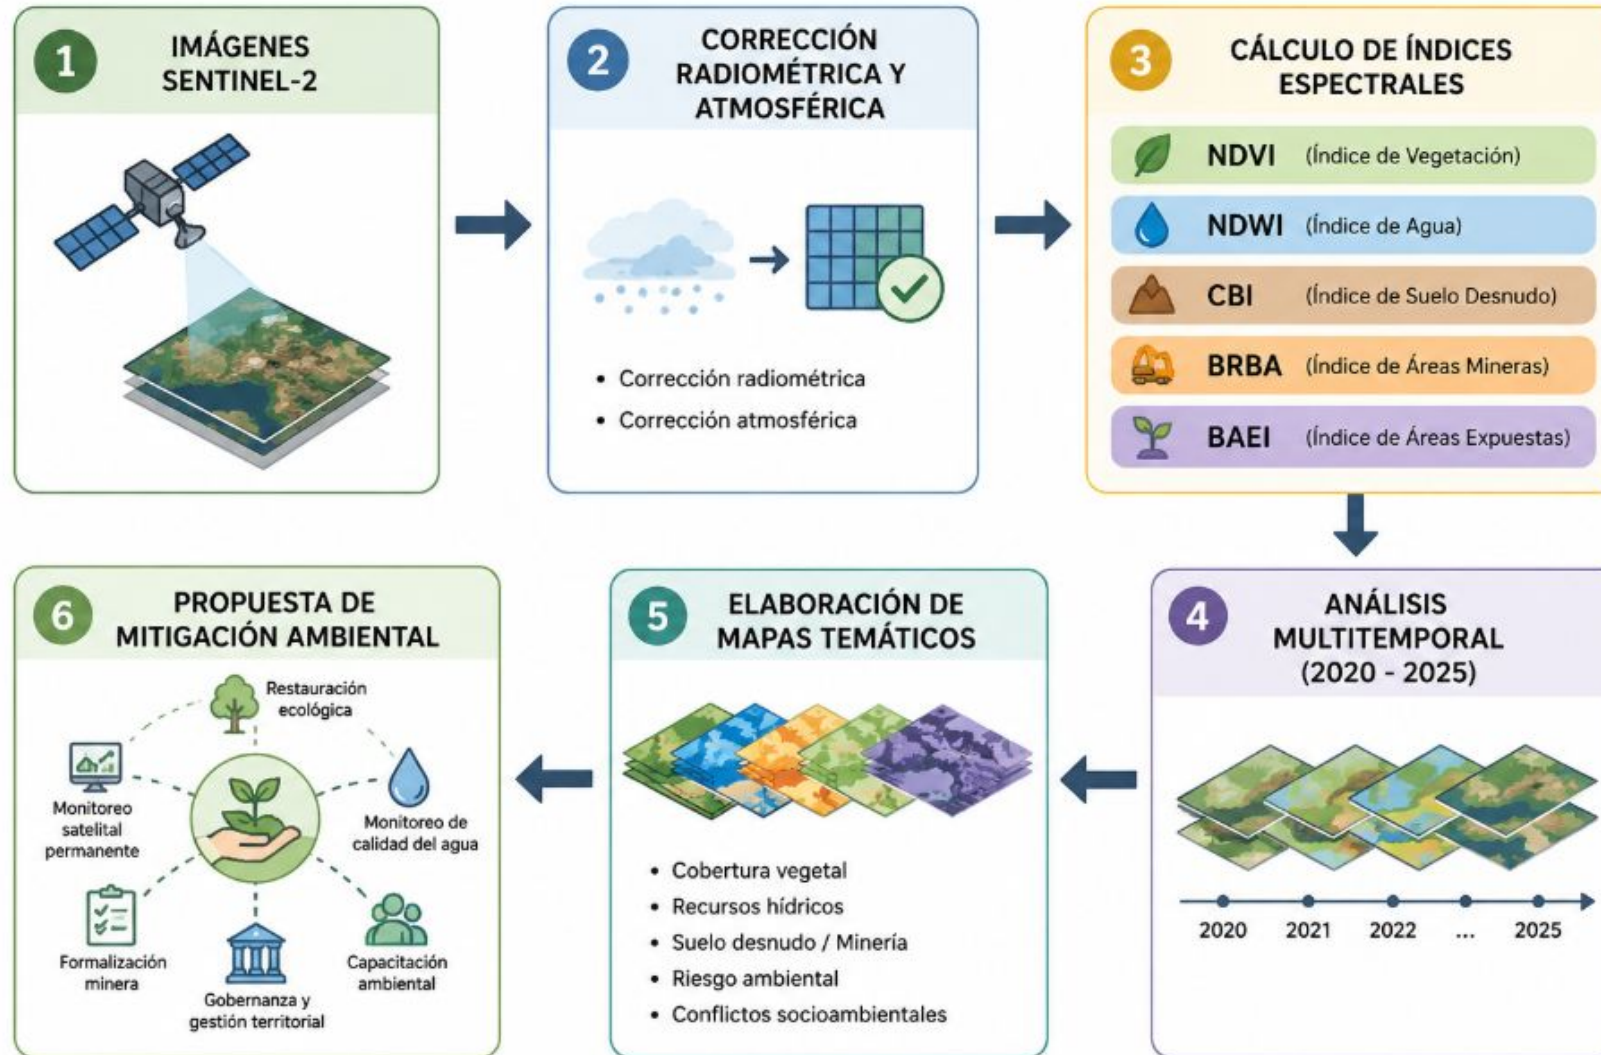 1
IMÁGENES
SENTINEL-2
2
CORRECCIÓN
RADIOMÉTRICA Y
ATMOSFÉRICA
• Corrección radiométrica
• Corrección atmosférica
3
CÁLCULO DE ÍNDICES
ESPECTRALES
NDVI (Índice de Vegetación)
NDWI (Índice de Agua)
CBI (Índice de Suelo Desnudo)
BRBA (Índice de Áreas Mineras)
BAEI (Índice de Áreas Expuestas)
4
ANÁLISIS
MULTITEMPORAL
(2020 - 2025)
2020 2021 2022 ... 2025
5
ELABORACIÓN DE
MAPAS TEMÁTICOS
• Cobertura vegetal
• Recursos hídricos
• Suelo desnudo / Minería
• Riesgo ambiental
• Conflictos socioambientales
6
PROPUESTA DE
MITIGACIÓN AMBIENTAL
Restauración
ecológica
Monitoreo
satelital
permanente
Monitoreo de
calidad del agua
Formalización
minera
Gobernanza y
gestión territorial
Capacitación
ambiental